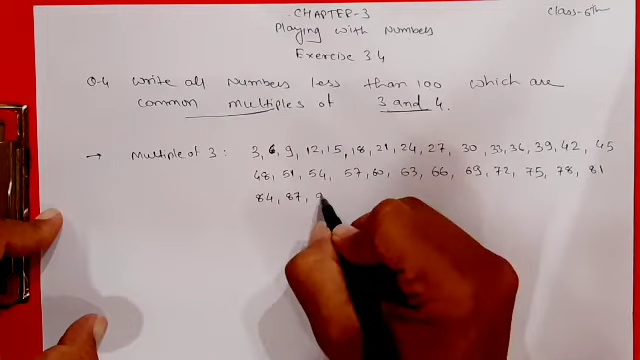 CHAPTER-3
Class-6th
Playing with Numbers
Exercise 3.4
Q-4 Write all Numbers less than 100 which are
common multiples of 3 and 4.
→ Multiple of 3 : 3, 6, 9, 12, 15, 18, 21, 24, 27, 30, 33, 36, 39, 42, 45
48, 51, 54, 57, 60, 63, 66, 69, 72, 75, 78, 81
84, 87, 9